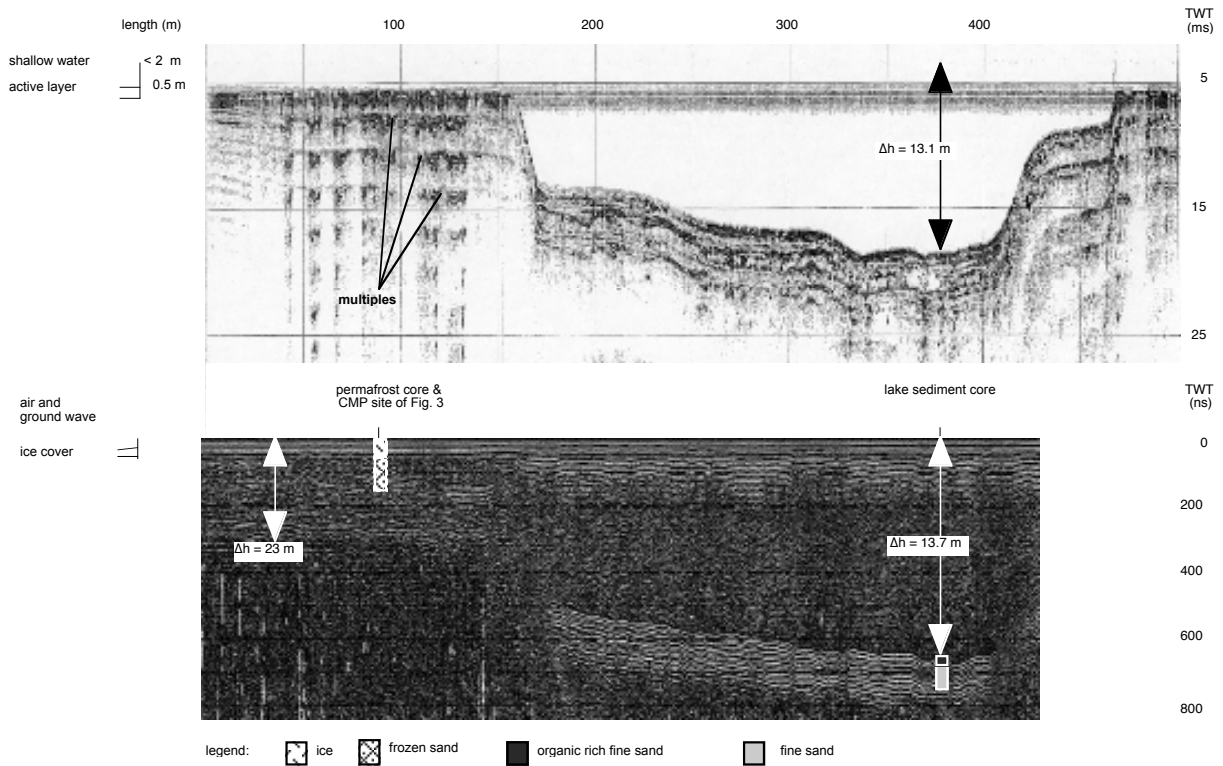 length (m) 100 200 300 400 TWT
(ms)
shallow water < 2 m
active layer 0.5 m
5
Δh = 13.1 m
15
multiples
25
air and
ground wave
permafrost core &
CMP site of Fig. 3
lake sediment core
TWT
(ns)
ice cover
0
200
Δh = 23 m
Δh = 13.7 m
400
600
800
legend: ice frozen sand organic rich fine sand fine sand